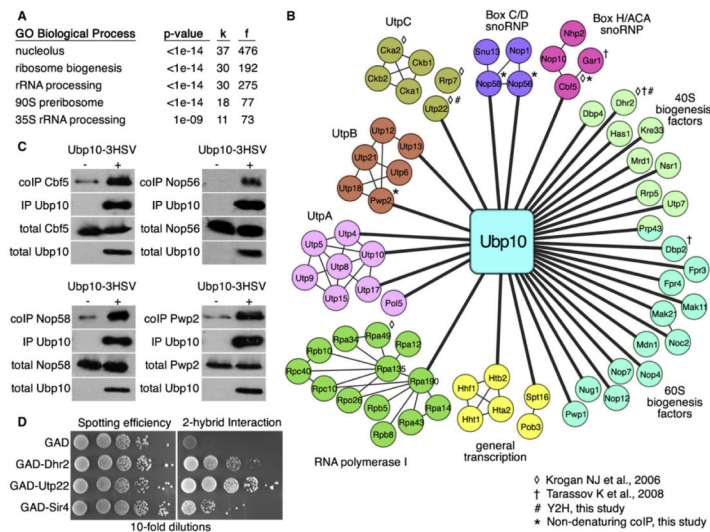 A
GO Biological Process p-value k f
nucleolus <1e-14 37 476
ribosome biogenesis <1e-14 30 192
rRNA processing <1e-14 30 275
90S preribosome <1e-14 18 77
35S rRNA processing 1e-09 11 73
C
Ubp10-3HSV
- +
coIP Cbf5
IP Ubp10
total Cbf5
total Ubp10
Ubp10-3HSV
- +
coIP Nop56
IP Ubp10
total Nop56
total Ubp10
- +
coIP Nop58
IP Ubp10
total Nop58
total Ubp10
- +
coIP Pwp2
IP Ubp10
total Pwp2
total Ubp10
D
Spotting efficiency 2-hybrid Interaction
GAD
GAD-Dhr2
GAD-Utp22
GAD-Sir4
10-fold dilutions
B
UtpC
Cka2 ◊
Ckb1
Ckb2
Cka1
Rrp7 ◊
Utp22 ◊ #
Box C/D
snoRNP
Snu13
Nop1
Nop58 *
Nop56 *
Box H/ACA
snoRNP
Nhp2
Nop10
Gar1 †
Cbf5 ◊ *
UtpB
Utp12
Utp13
Utp21
Utp6
Utp18
Pwp2 *
UtpA
Utp4
Utp5
Utp10
Utp8
Utp9
Utp17
Utp15
Pol5
Ubp10
40S
biogenesis
factors
Dhr2 ◊†#
Dbp4
Has1
Kre33
Mrd1
Nsr1
Rrp5
Utp7
Prp43
Dbp2 †
Fpr3
Fpr4
Mak11
Mak21
Noc2
Mdn1
Nop4
Nop7
Nop12
Nug1
Pwp1
60S
biogenesis
factors
Rpa49 ◊
Rpa34
Rpa12
Rpb10
Rpa135
Rpc40
Rpa190
Rpc10
Rpo26
Rpb5
Rpa14
Rpa43
Rpb8
RNA polymerase I
Htb2
Hhf1
Hta2
Hht1
Spt16
Pob3
general
transcription
◊ Krogan NJ et al., 2006
† Tarassov K et al., 2008
# Y2H, this study
* Non-denaturing coIP, this study